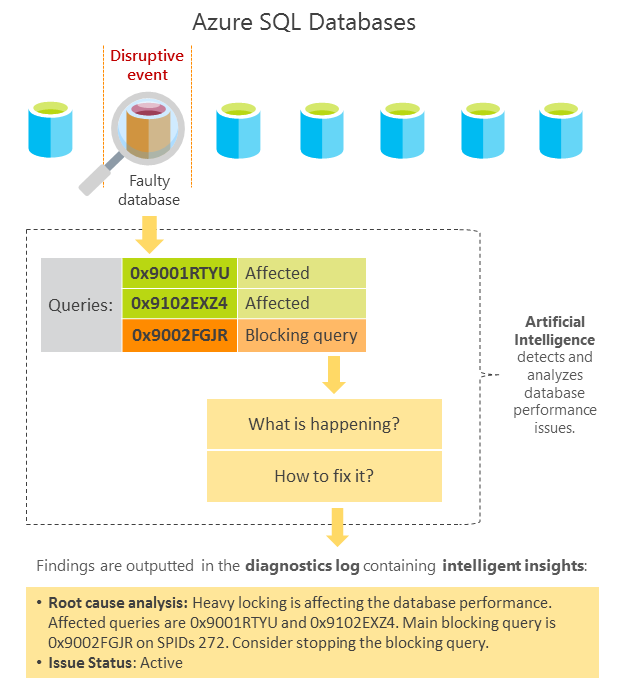 Azure SQL Databases
Disruptive
event
Faulty
database
Queries:
0x9001RTYU Affected
0x9102EXZ4 Affected
0x9002FGJR Blocking query
Artificial
Intelligence
detects and
analyzes
database
performance
issues.
What is happening?
How to fix it?
Findings are outputted in the diagnostics log containing intelligent insights:
• Root cause analysis: Heavy locking is affecting the database performance.
Affected queries are 0x9001RTYU and 0x9102EXZ4. Main blocking query is
0x9002FGJR on SPIDs 272. Consider stopping the blocking query.
• Issue Status: Active